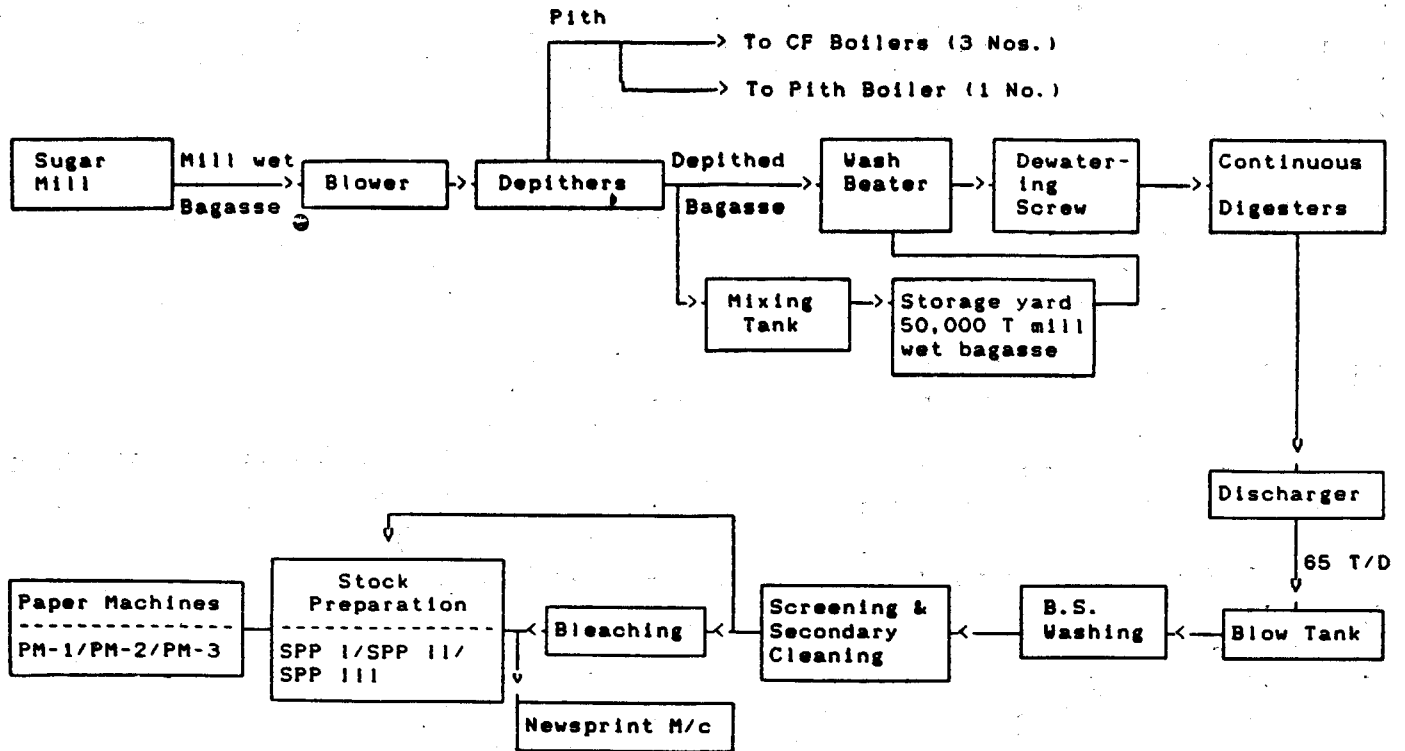 Pith
To CF Boilers (3 Nos.)
To Pith Boiler (1 No.)
Sugar
Mill
Mill wet
Bagasse
Blower
Depithers
Depithed
Bagasse
Wash
Beater
Dewater-
ing
Screw
Continuous
Digesters
Mixing
Tank
Storage yard
50,000 T mill
wet bagasse
Discharger
65 T/D
Blow Tank
B.S.
Washing
Screening &
Secondary
Cleaning
Bleaching
Stock
Preparation
SPP I/SPP II/
SPP III
Newsprint M/c
Paper Machines
PM-1/PM-2/PM-3